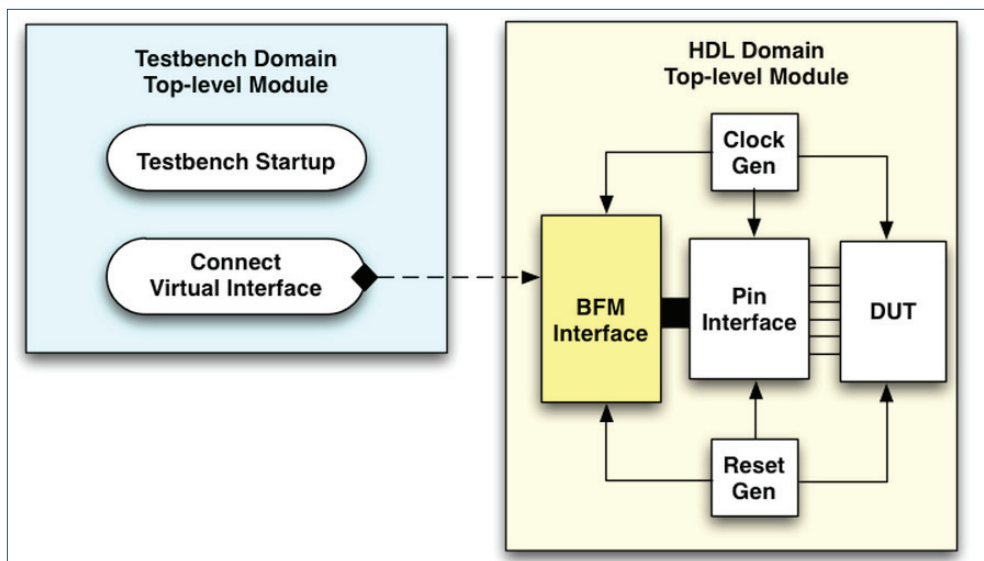 Testbench Domain
Top-level Module
Testbench Startup
Connect
Virtual Interface
HDL Domain
Top-level Module
Clock
Gen
BFM
Interface
Pin
Interface
DUT
Reset
Gen